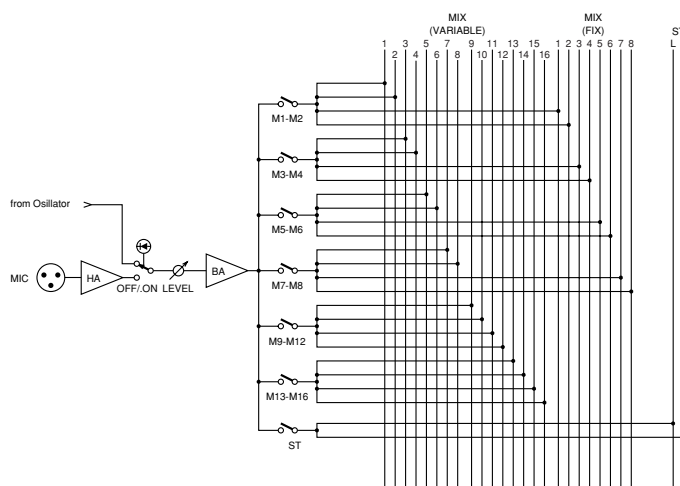 MIX
(VARIABLE)
MIX
(FIX)
ST
L
1 2 3 4 5 6 7 8 9 10 11 12 13 14 15 16
1 2 3 4 5 6 7 8
M1-M2
M3-M4
from Osillator
M5-M6
MIC
HA
OFF/.ON
LEVEL
BA
M7-M8
M9-M12
M13-M16
ST